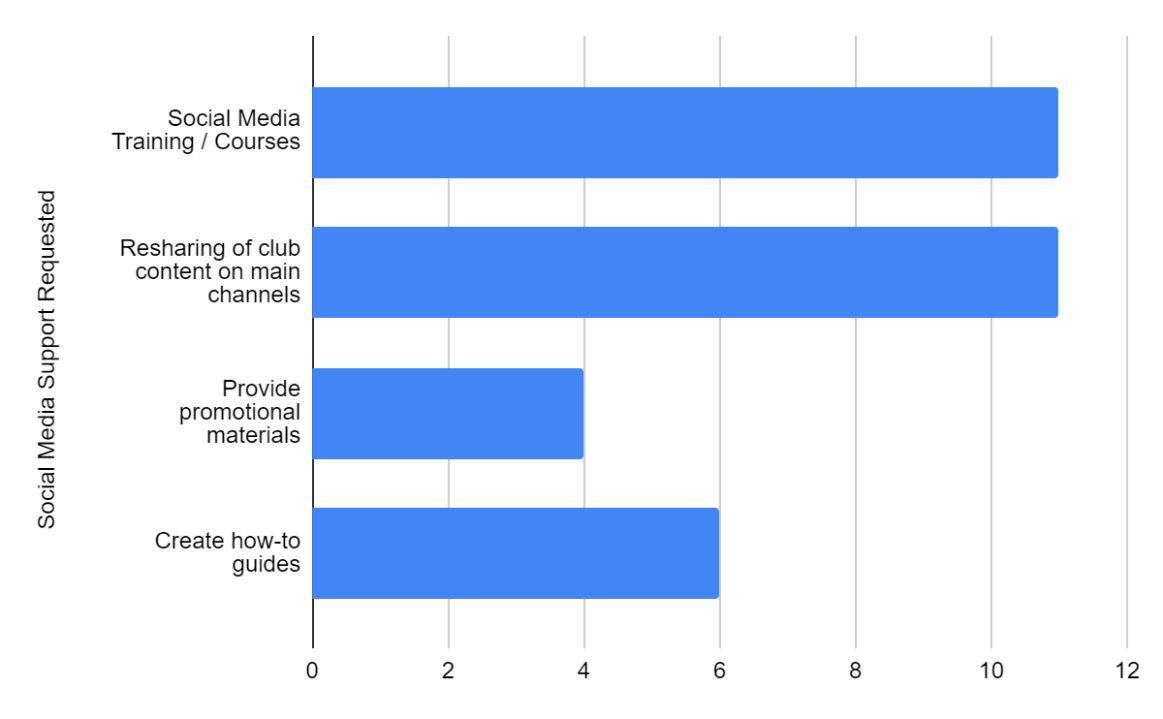 Social Media Support Requested
Social Media
Training / Courses
Resharing of club
content on main
channels
Provide
promotional
materials
Create how-to
guides
0 2 4 6 8 10 12